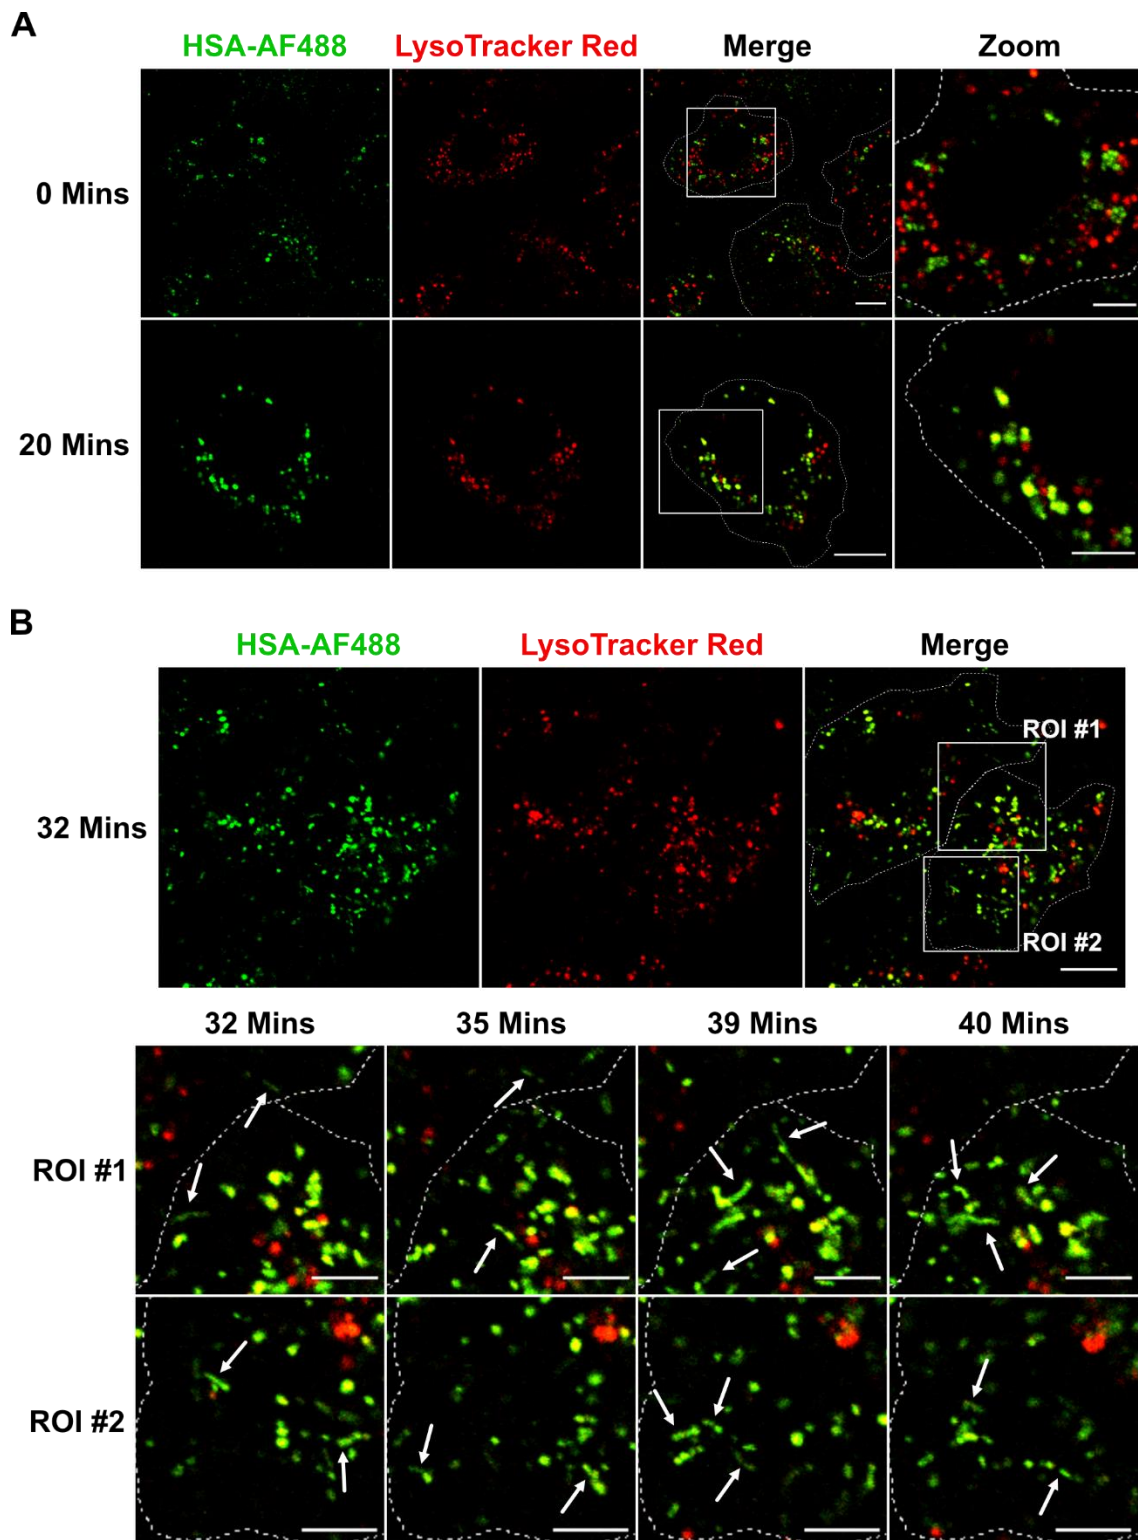 A
HSA-AF488 LysoTracker Red Merge Zoom
0 Mins
20 Mins
B
HSA-AF488 LysoTracker Red Merge
32 Mins
ROI #1
ROI #2
32 Mins 35 Mins 39 Mins 40 Mins
ROI #1
ROI #2